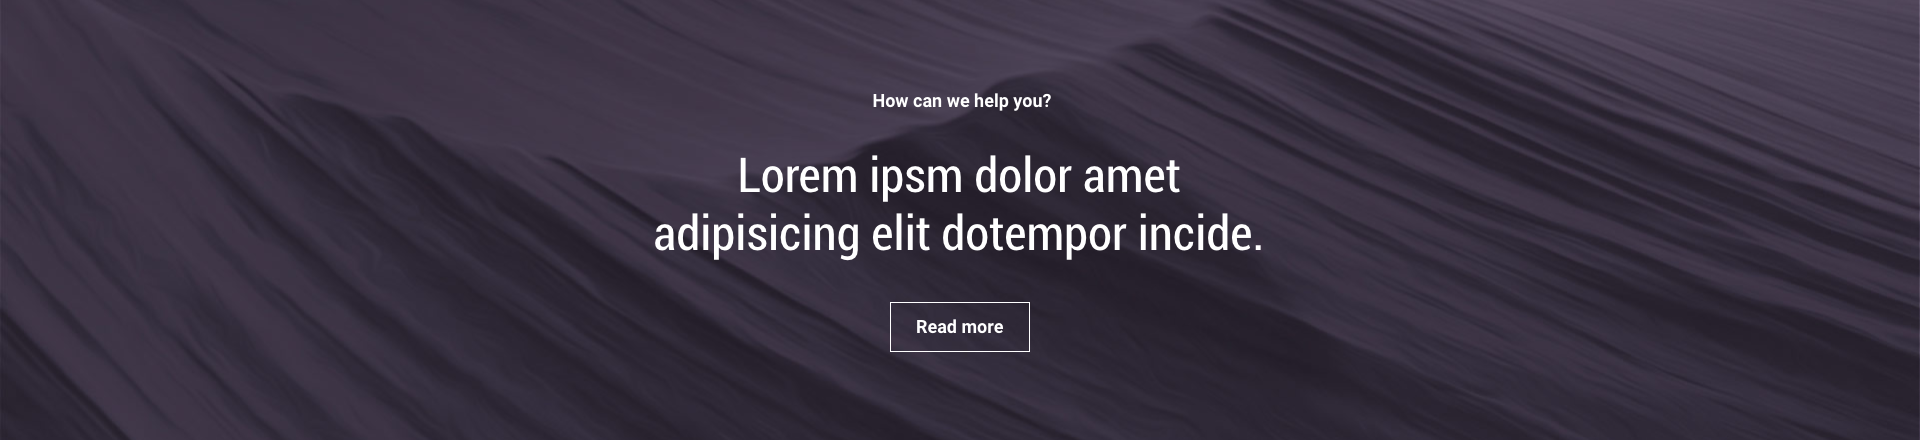 How can we help you?
Lorem ipsm dolor amet
adipisicing elit dotempor incide.
Read more